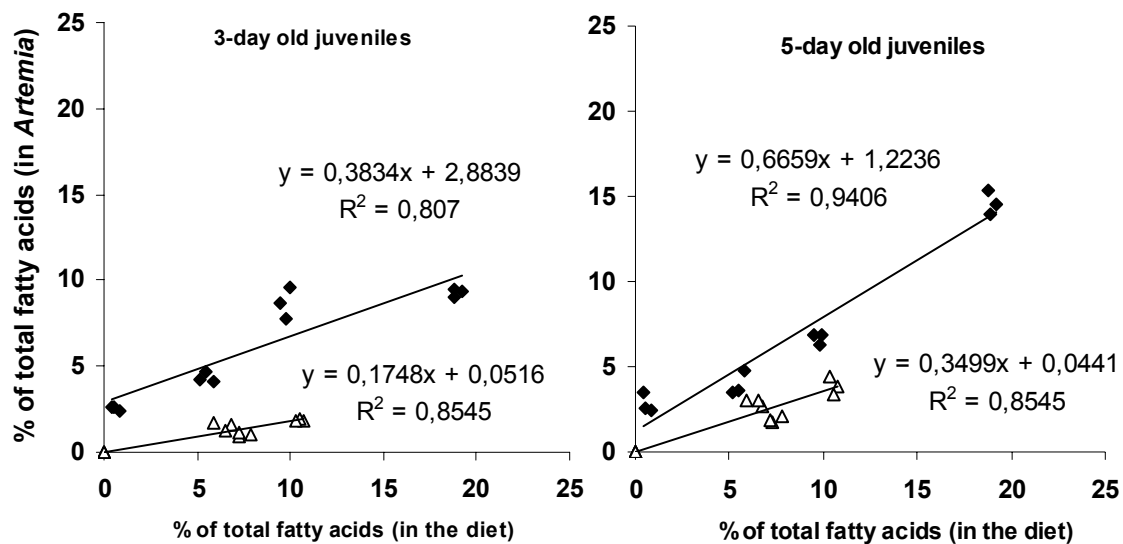 3-day old juveniles
% of total fatty acids (in Artemia)
25
20
15
10
5
0
y = 0,3834x + 2,8839
R² = 0,807
y = 0,1748x + 0,0516
R² = 0,8545
0 5 10 15 20 25
% of total fatty acids (in the diet)
5-day old juveniles
25
20
15
10
5
0
y = 0,6659x + 1,2236
R² = 0,9406
y = 0,3499x + 0,0441
R² = 0,8545
0 5 10 15 20 25
% of total fatty acids (in the diet)